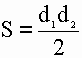 S = d₁d₂/2